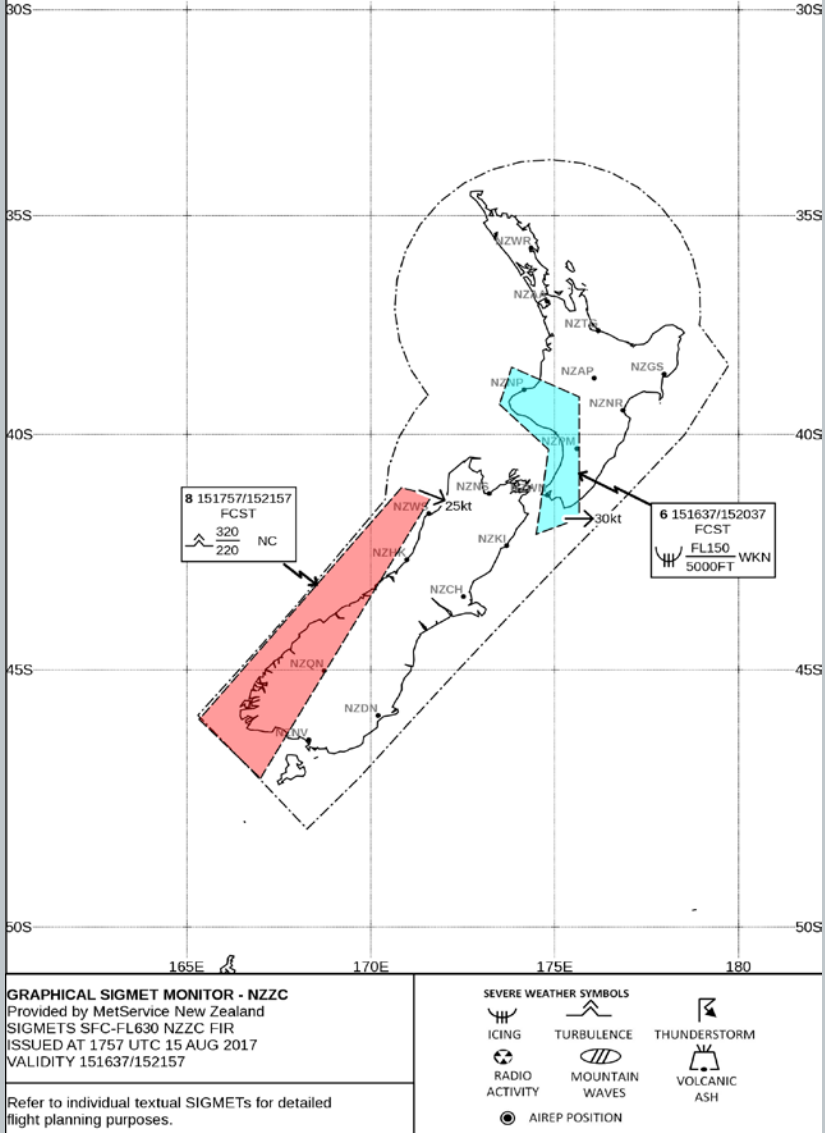 30S 30S
35S 35S
NZWR
NZAA
NZTG
NZAP
NZGS
NZNP
NZNR
40S 40S
NZPM
NZNS
NZWN
8 151757/152157
FCST
320
220
NC
NZWS
25kt
30kt
6 151637/152037
FCST
FL150
5000FT
WKN
NZKI
NZHK
NZCH
45S 45S
NZQN
NZDN
NZNV
50S 50S
165E 170E 175E 180
GRAPHICAL SIGMET MONITOR - NZZC
Provided by MetService New Zealand
SIGMETS SFC-FL630 NZZC FIR
ISSUED AT 1757 UTC 15 AUG 2017
VALIDITY 151637/152157
Refer to individual textual SIGMETs for detailed
flight planning purposes.
SEVERE WEATHER SYMBOLS
ICING TURBULENCE THUNDERSTORM
RADIO
ACTIVITY
MOUNTAIN
WAVES
VOLCANIC
ASH
AIREP POSITION